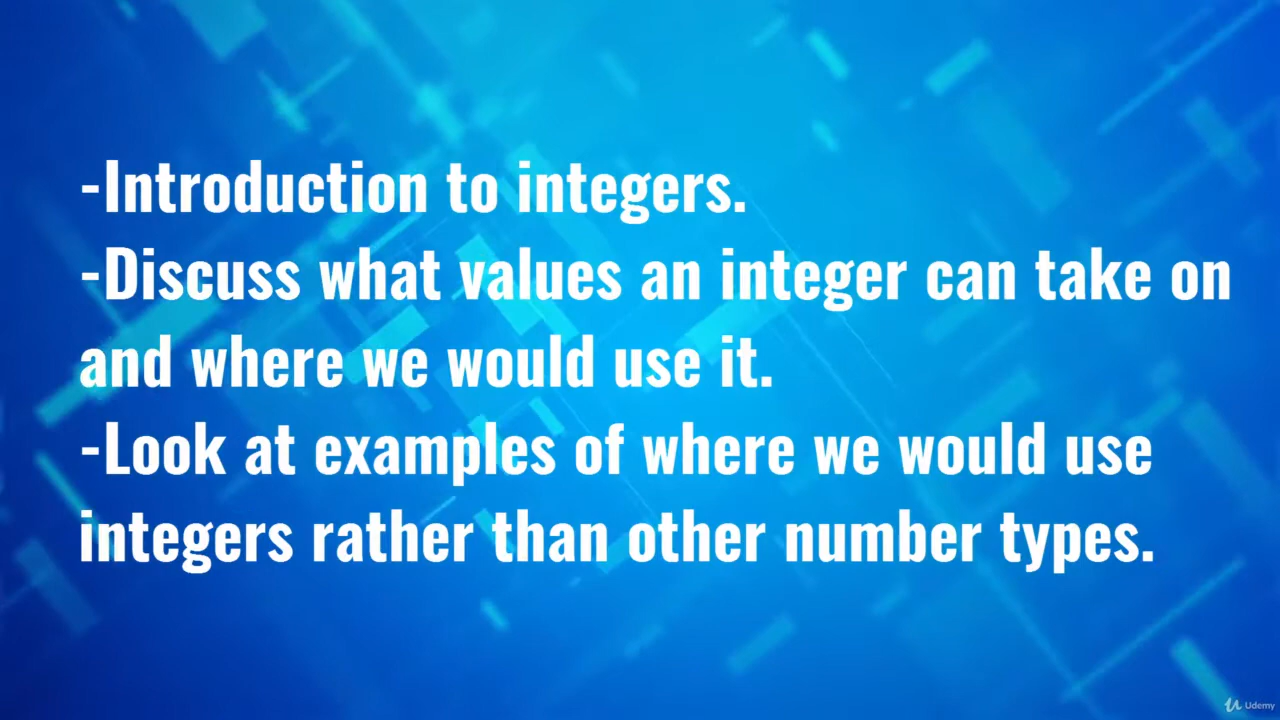 -Introduction to integers.
-Discuss what values an integer can take on
and where we would use it.
-Look at examples of where we would use
integers rather than other number types.
Udemy